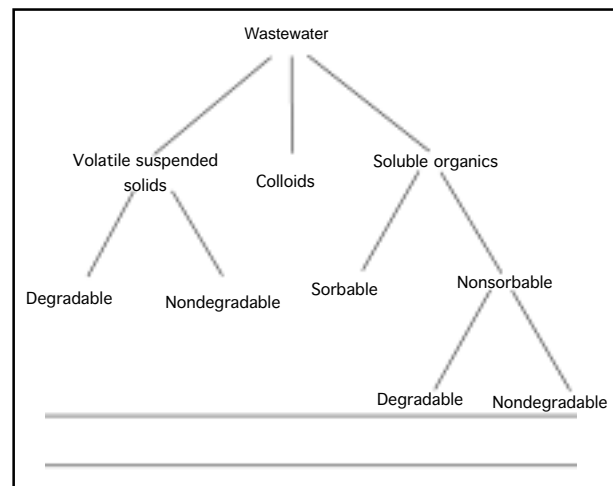 Wastewater
Volatile suspended
solids
Colloids
Soluble organics
Degradable
Nondegradable
Sorbable
Nonsorbable
Degradable
Nondegradable